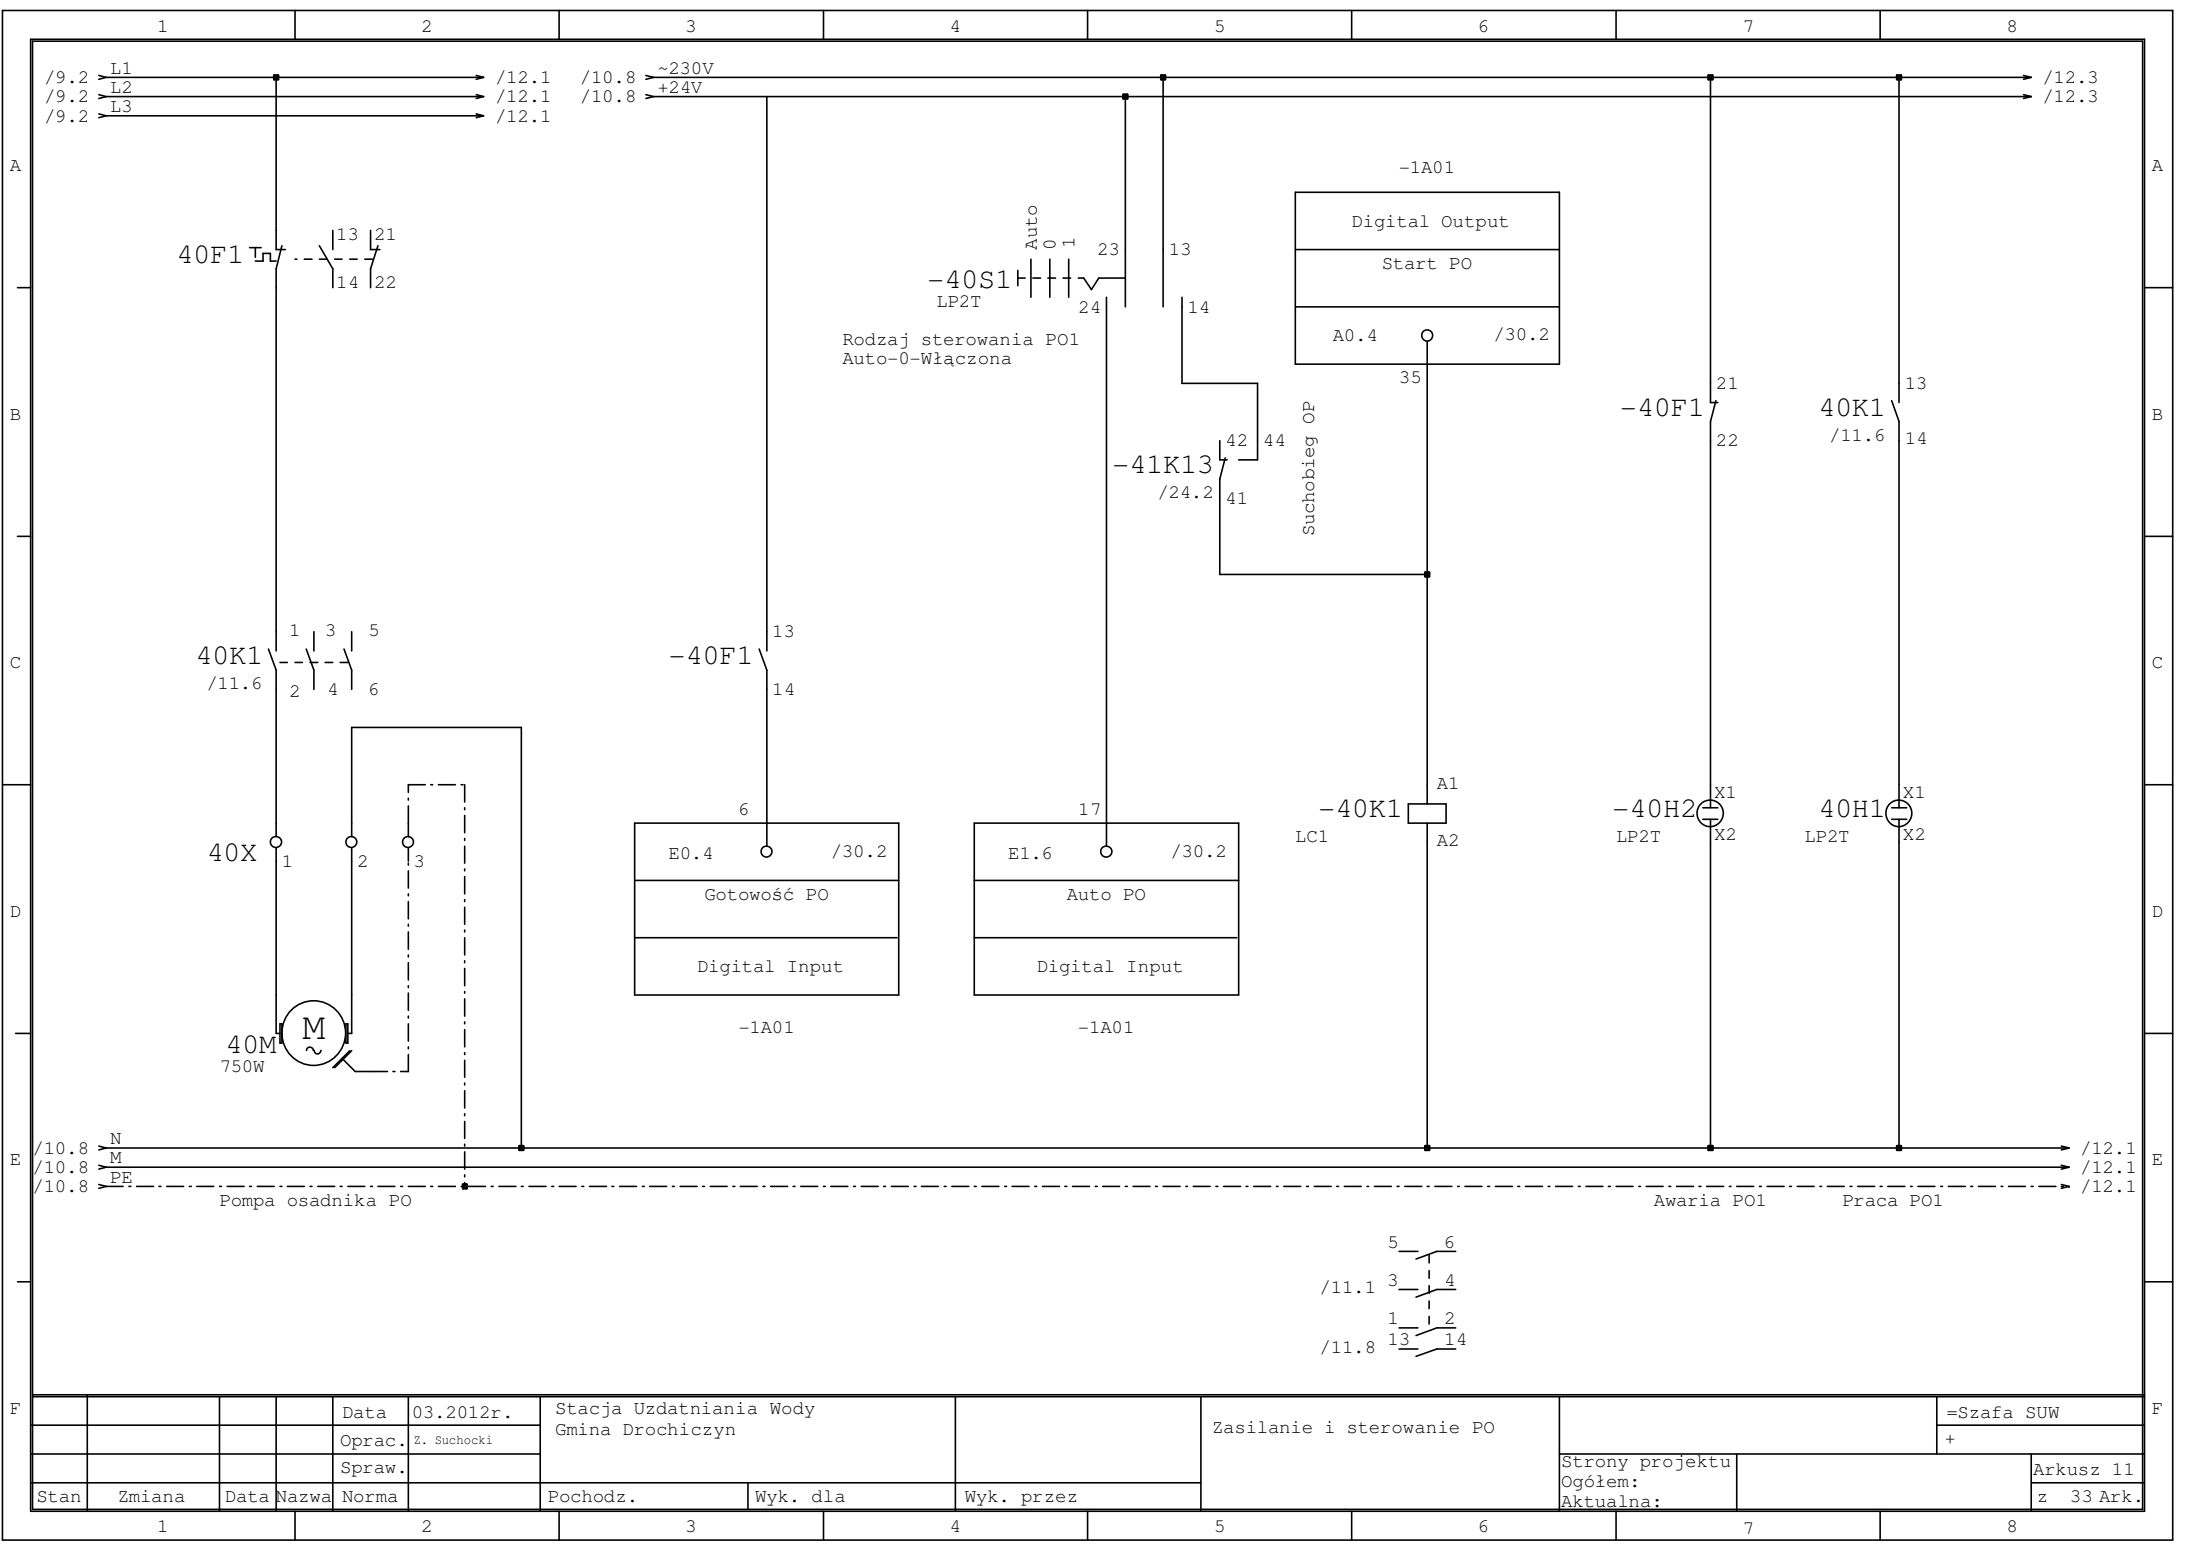 1 2 3 4 5 6 7 8
/9.2 L1 /12.1 /10.8 ~230V /12.3
/9.2 L2 /12.1 /10.8 +24V /12.3
/9.2 L3 /12.1
A A
-1A01
Digital Output
Start PO
A0.4 /30.2
35
40F1 13 21
14 22
Auto 0 1
23 13
-40S1
LP2T
24 14
Rodzaj sterowania PO1
Auto-0-Włączona
B B
42 44
-41K13
/24.2 41
Suchobieg OP
21
-40F1
22
13
40K1
/11.6 14
C C
1 3 5
40K1
/11.6 2 4 6
13
-40F1
14
A1
-40K1
LC1 A2
X1
-40H2
LP2T X2
X1
40H1
LP2T X2
D D
40X 1 2 3
6
E0.4 /30.2
Gotowość PO
Digital Input
-1A01
17
E1.6 /30.2
Auto PO
Digital Input
-1A01
M
~
40M
750W
E E
/10.8 N /12.1
/10.8 M /12.1
/10.8 PE /12.1
Pompa osadnika PO Awaria PO1 Praca PO1
5 6
/11.1 3 4
1 2
/11.8 13 14
F F
Data 03.2012r.
Oprac. Z. Suchocki
Spraw.
Stan Zmiana Data Nazwa Norma
Stacja Uzdatniania Wody
Gmina Drochiczyn
Pochodz. Wyk. dla Wyk. przez
Zasilanie i sterowanie PO
Strony projektu
Ogółem:
Aktualna:
=Szafa SUW
+
Arkusz 11
z 33 Ark.
1 2 3 4 5 6 7 8